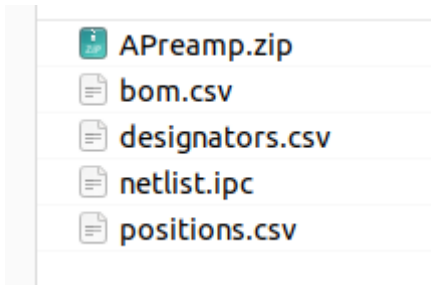 APreamp.zip
bom.csv
designators.csv
netlist.ipc
positions.csv